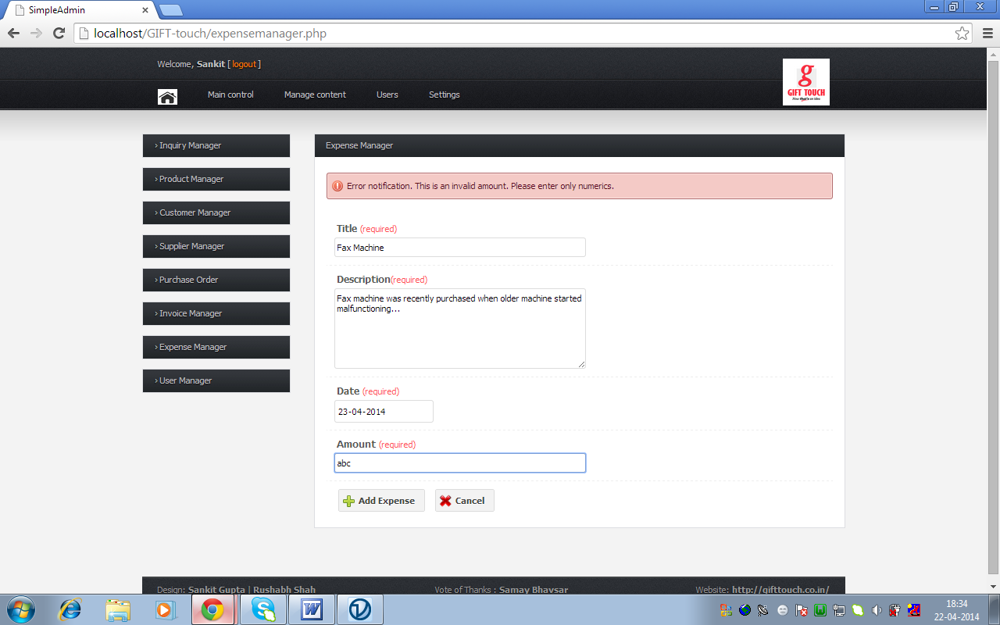 SimpleAdmin
localhost/GIFT-touch/expensemanager.php
Welcome, Sankit [ logout ]
Main control Manage content Users Settings
g
GIFT TOUCH
Now that's an idea
› Inquiry Manager
› Product Manager
› Customer Manager
› Supplier Manager
› Purchase Order
› Invoice Manager
› Expense Manager
› User Manager
Expense Manager
Error notification. This is an invalid amount. Please enter only numerics.
Title (required)
Fax Machine
Description(required)
Fax machine was recently purchased when older machine started
malfunctioning...
Date (required)
23-04-2014
Amount (required)
abc
Add Expense Cancel
Design: Sankit Gupta | Rushabh Shah Vote of Thanks : Samay Bhavsar Website: http://gifttouch.co.in/
18:34
22-04-2014